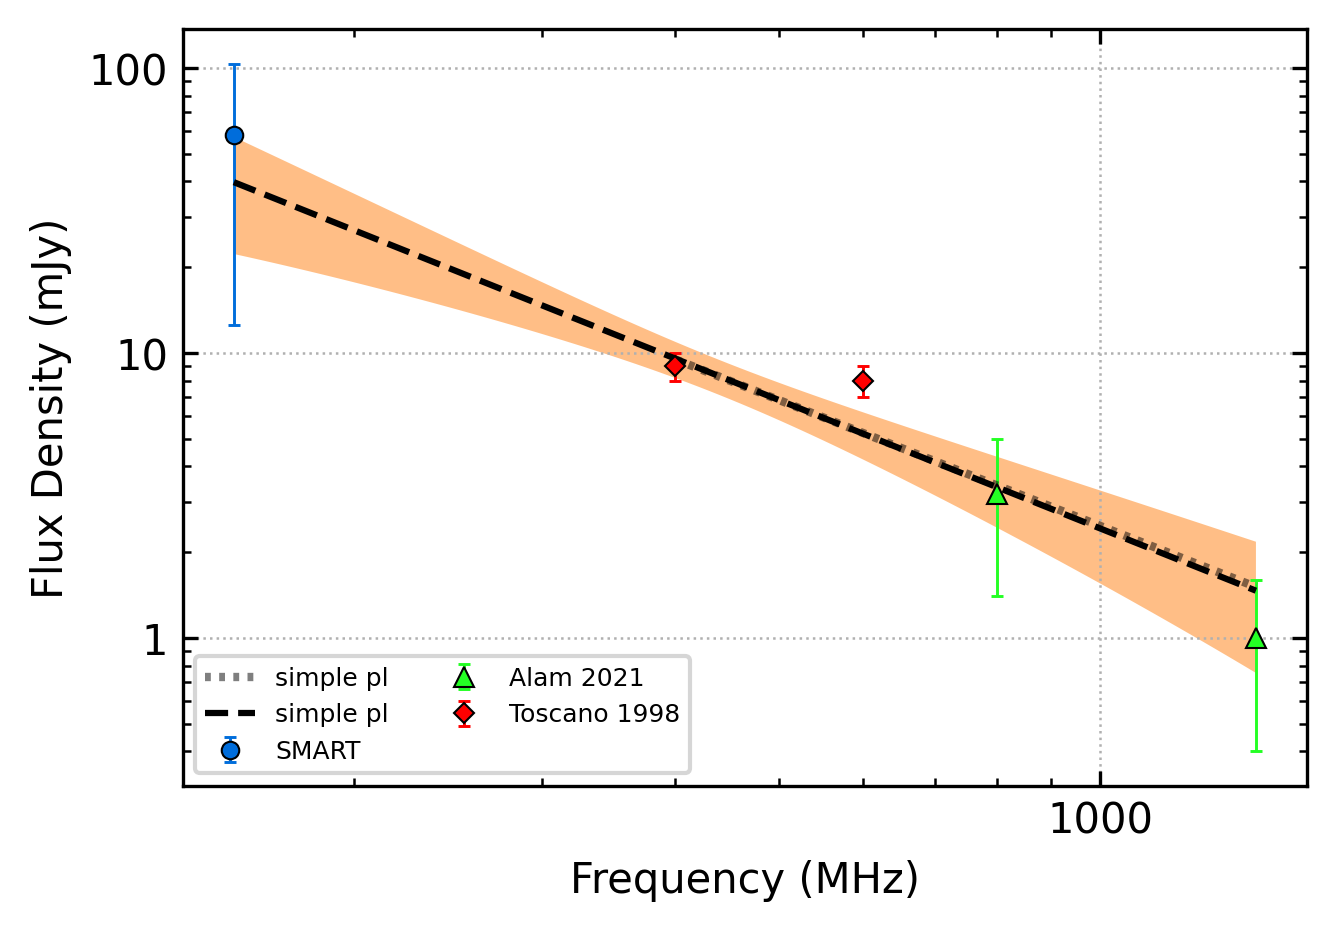 100
10
1
Flux Density (mJy)
simple pl
simple pl
SMART
Alam 2021
Toscano 1998
1000
Frequency (MHz)